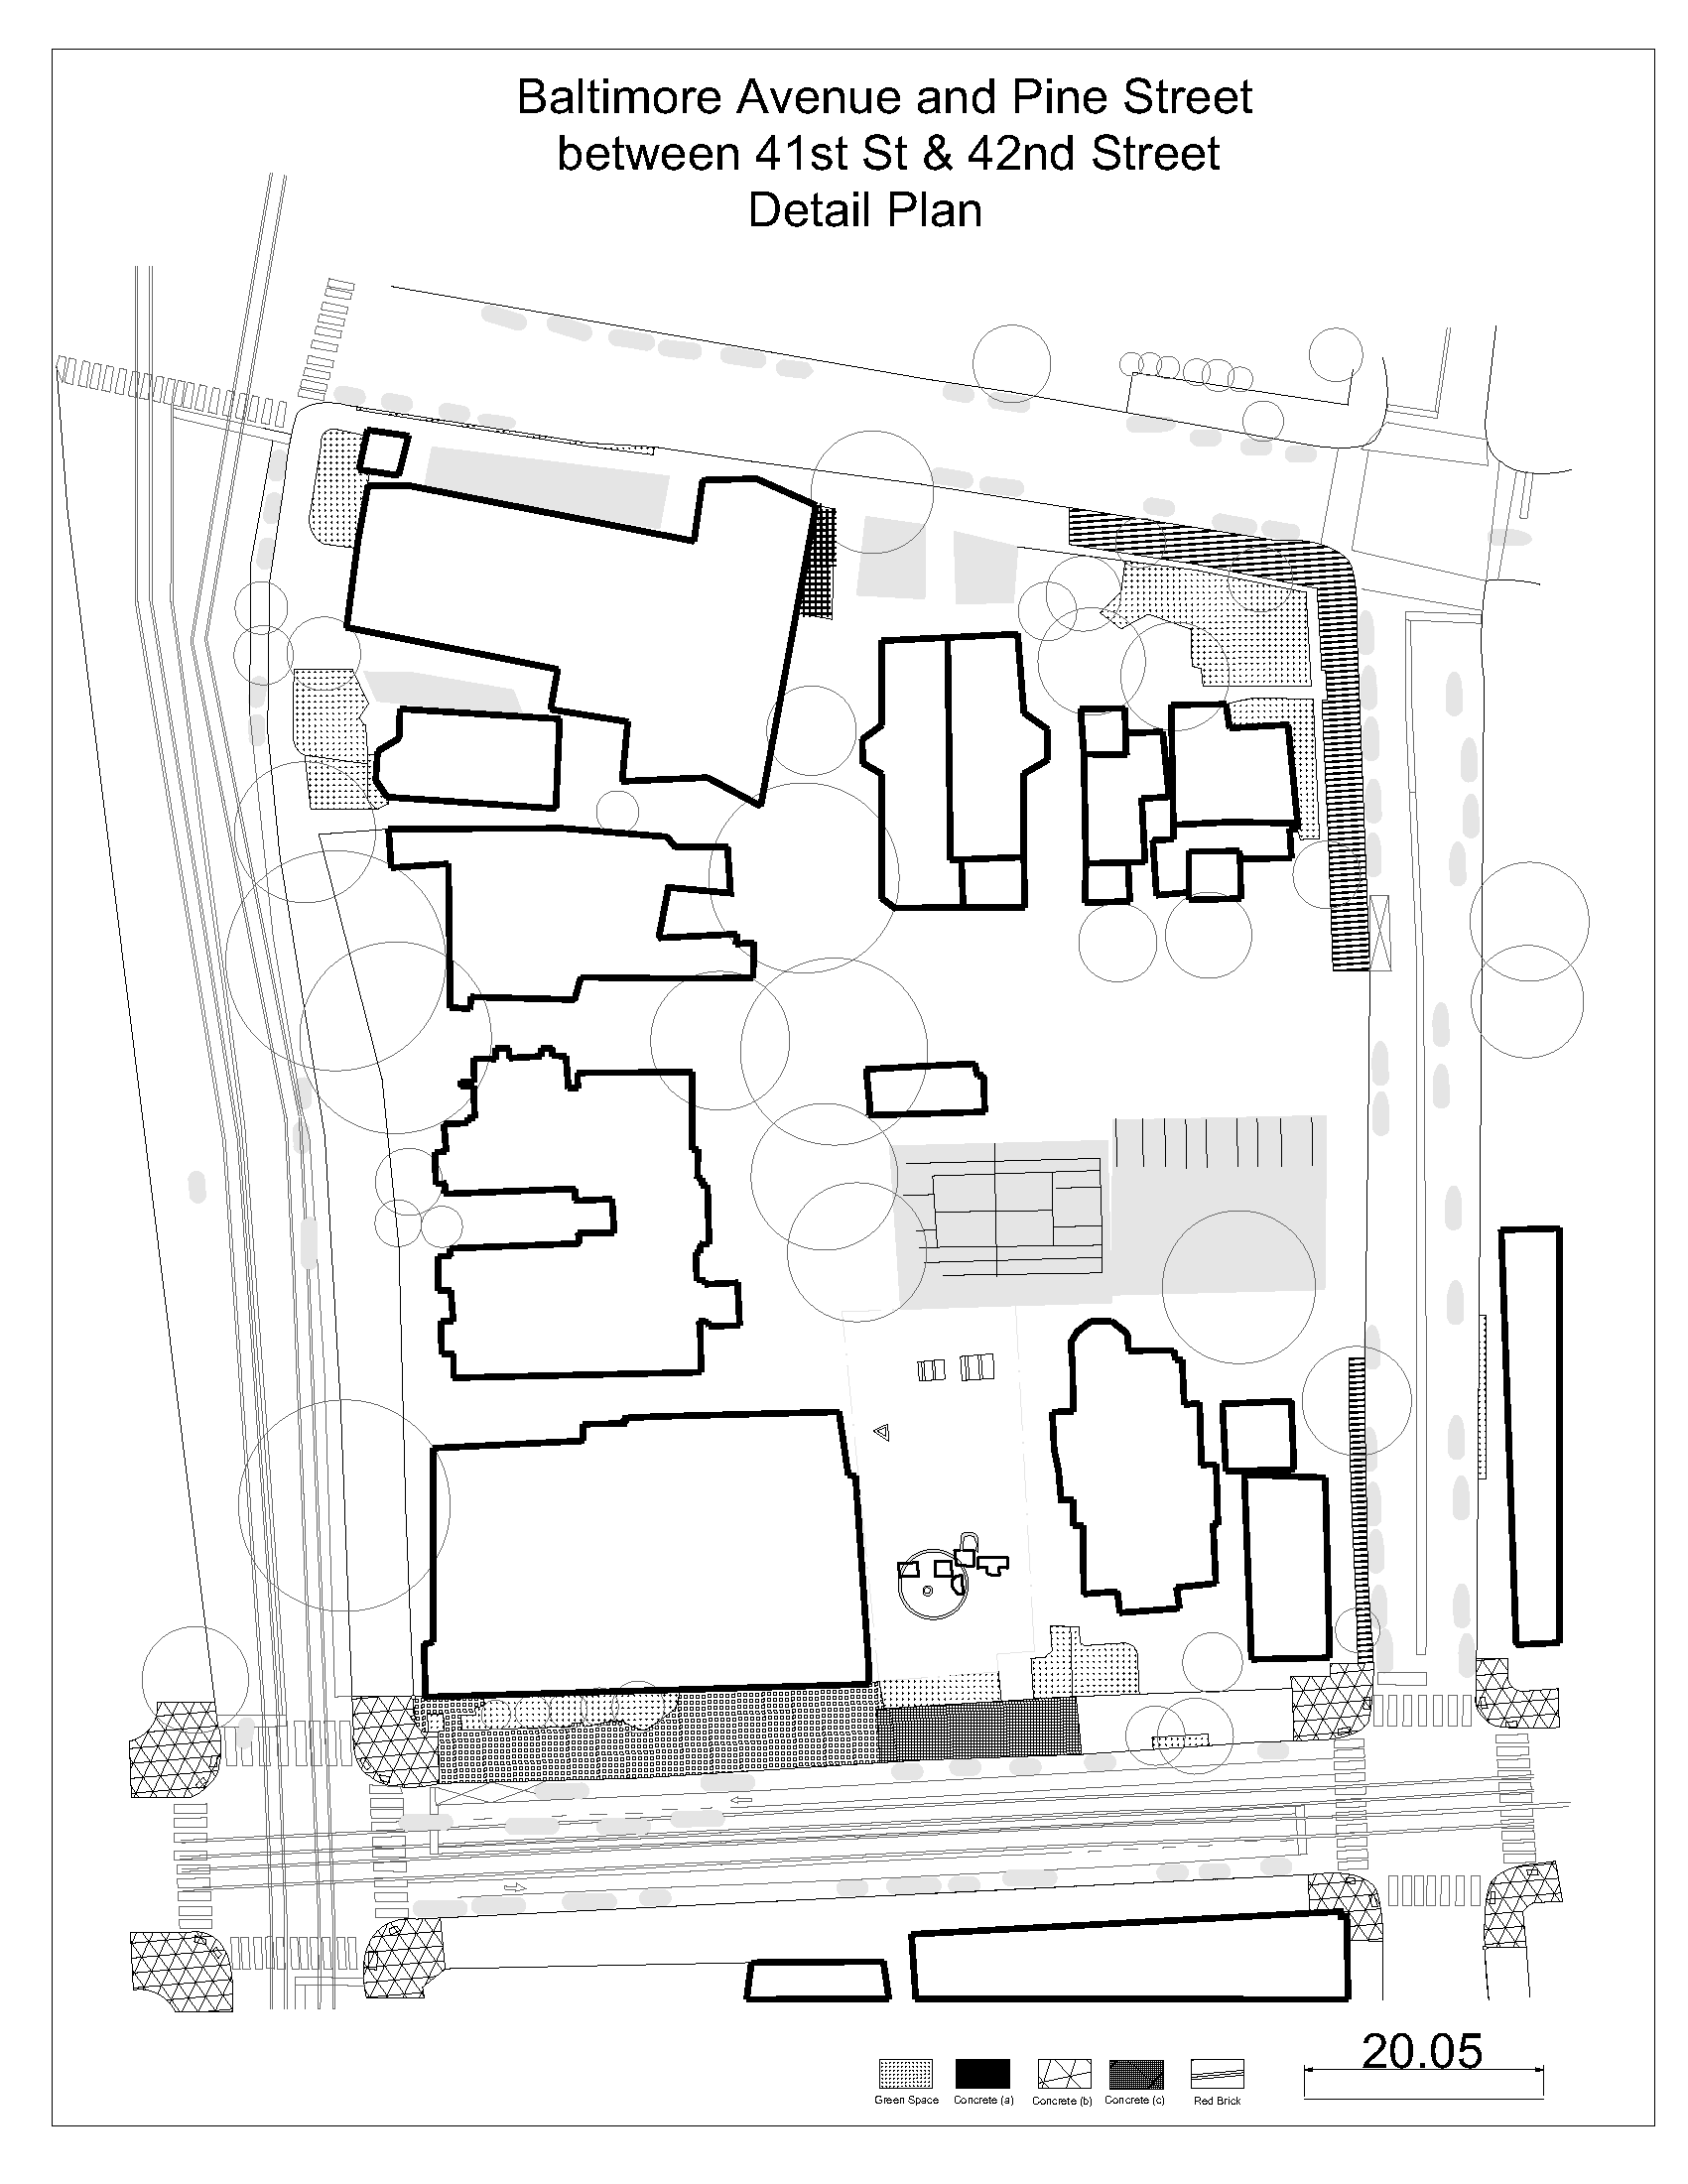 Baltimore Avenue and Pine Street
between 41st St & 42nd Street
Detail Plan
20.05
Green Space
Concrete (a)
Concrete (b)
Concrete (c)
Red Brick